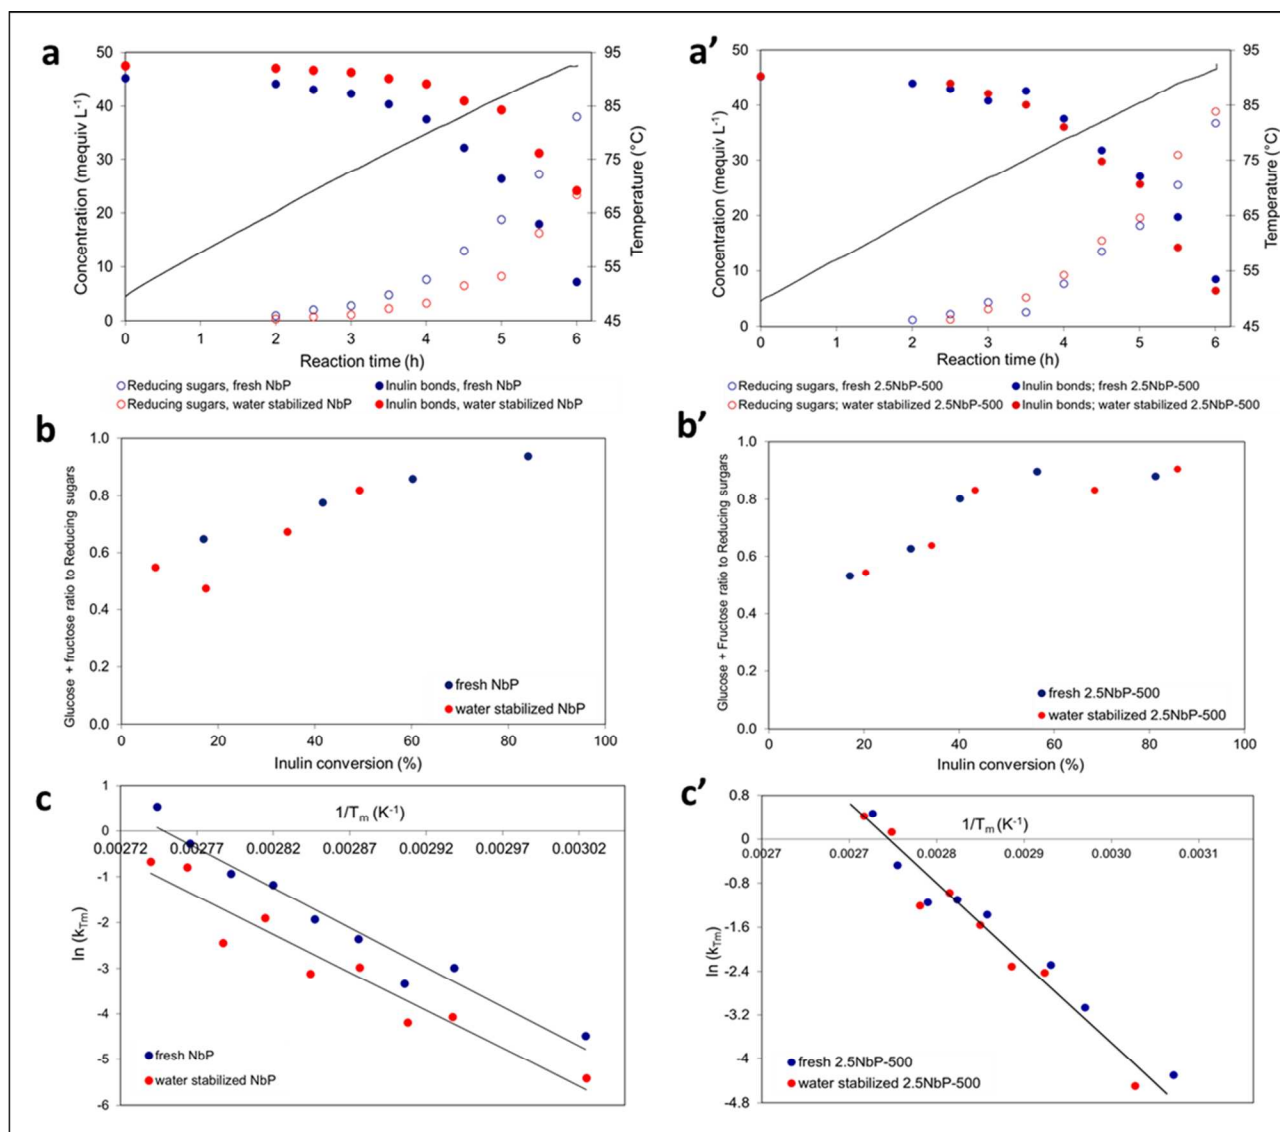 a
50
40
30
20
10
0
Concentration (mequiv L-1)
95
85
75
65
55
45
Temperature (°C)
0 1 2 3 4 5 6
Reaction time (h)
Reducing sugars, fresh NbP
Inulin bonds, fresh NbP
Reducing sugars, water stabilized NbP
Inulin bonds, water stabilized NbP
a′
50
40
30
20
10
0
Concentration (mequiv L-1)
95
85
75
65
55
45
Temperature (°C)
0 1 2 3 4 5 6
Reaction time (h)
Reducing sugars, fresh 2.5NbP-500
Inulin bonds; fresh 2.5NbP-500
Reducing sugars; water stabilized 2.5NbP-500
Inulin bonds; water stabilized 2.5NbP-500
b
1.0
0.8
0.6
0.4
0.2
0.0
Glucose + fructose ratio to Reducing sugars
fresh NbP
water stabilized NbP
0 20 40 60 80 100
Inulin conversion (%)
b′
1.0
0.8
0.6
0.4
0.2
0.0
Glucose + Fructose ratio to Reducing surgars
fresh 2.5NbP-500
water stabilized 2.5NbP-500
0 20 40 60 80 100
Inulin conversion (%)
c
1
0
-1
-2
-3
-4
-5
-6
ln (kTm)
1/Tm (K-1)
0.00272 0.00277 0.00282 0.00287 0.00292 0.00297 0.00302
fresh NbP
water stabilized NbP
c′
0.8
0
-0.8
-1.6
-2.4
-3.2
-4
-4.8
ln (kTm)
1/Tm (K-1)
0.0027 0.0027 0.0028 0.0029 0.0030 0.0031
fresh 2.5NbP-500
water stabilized 2.5NbP-500